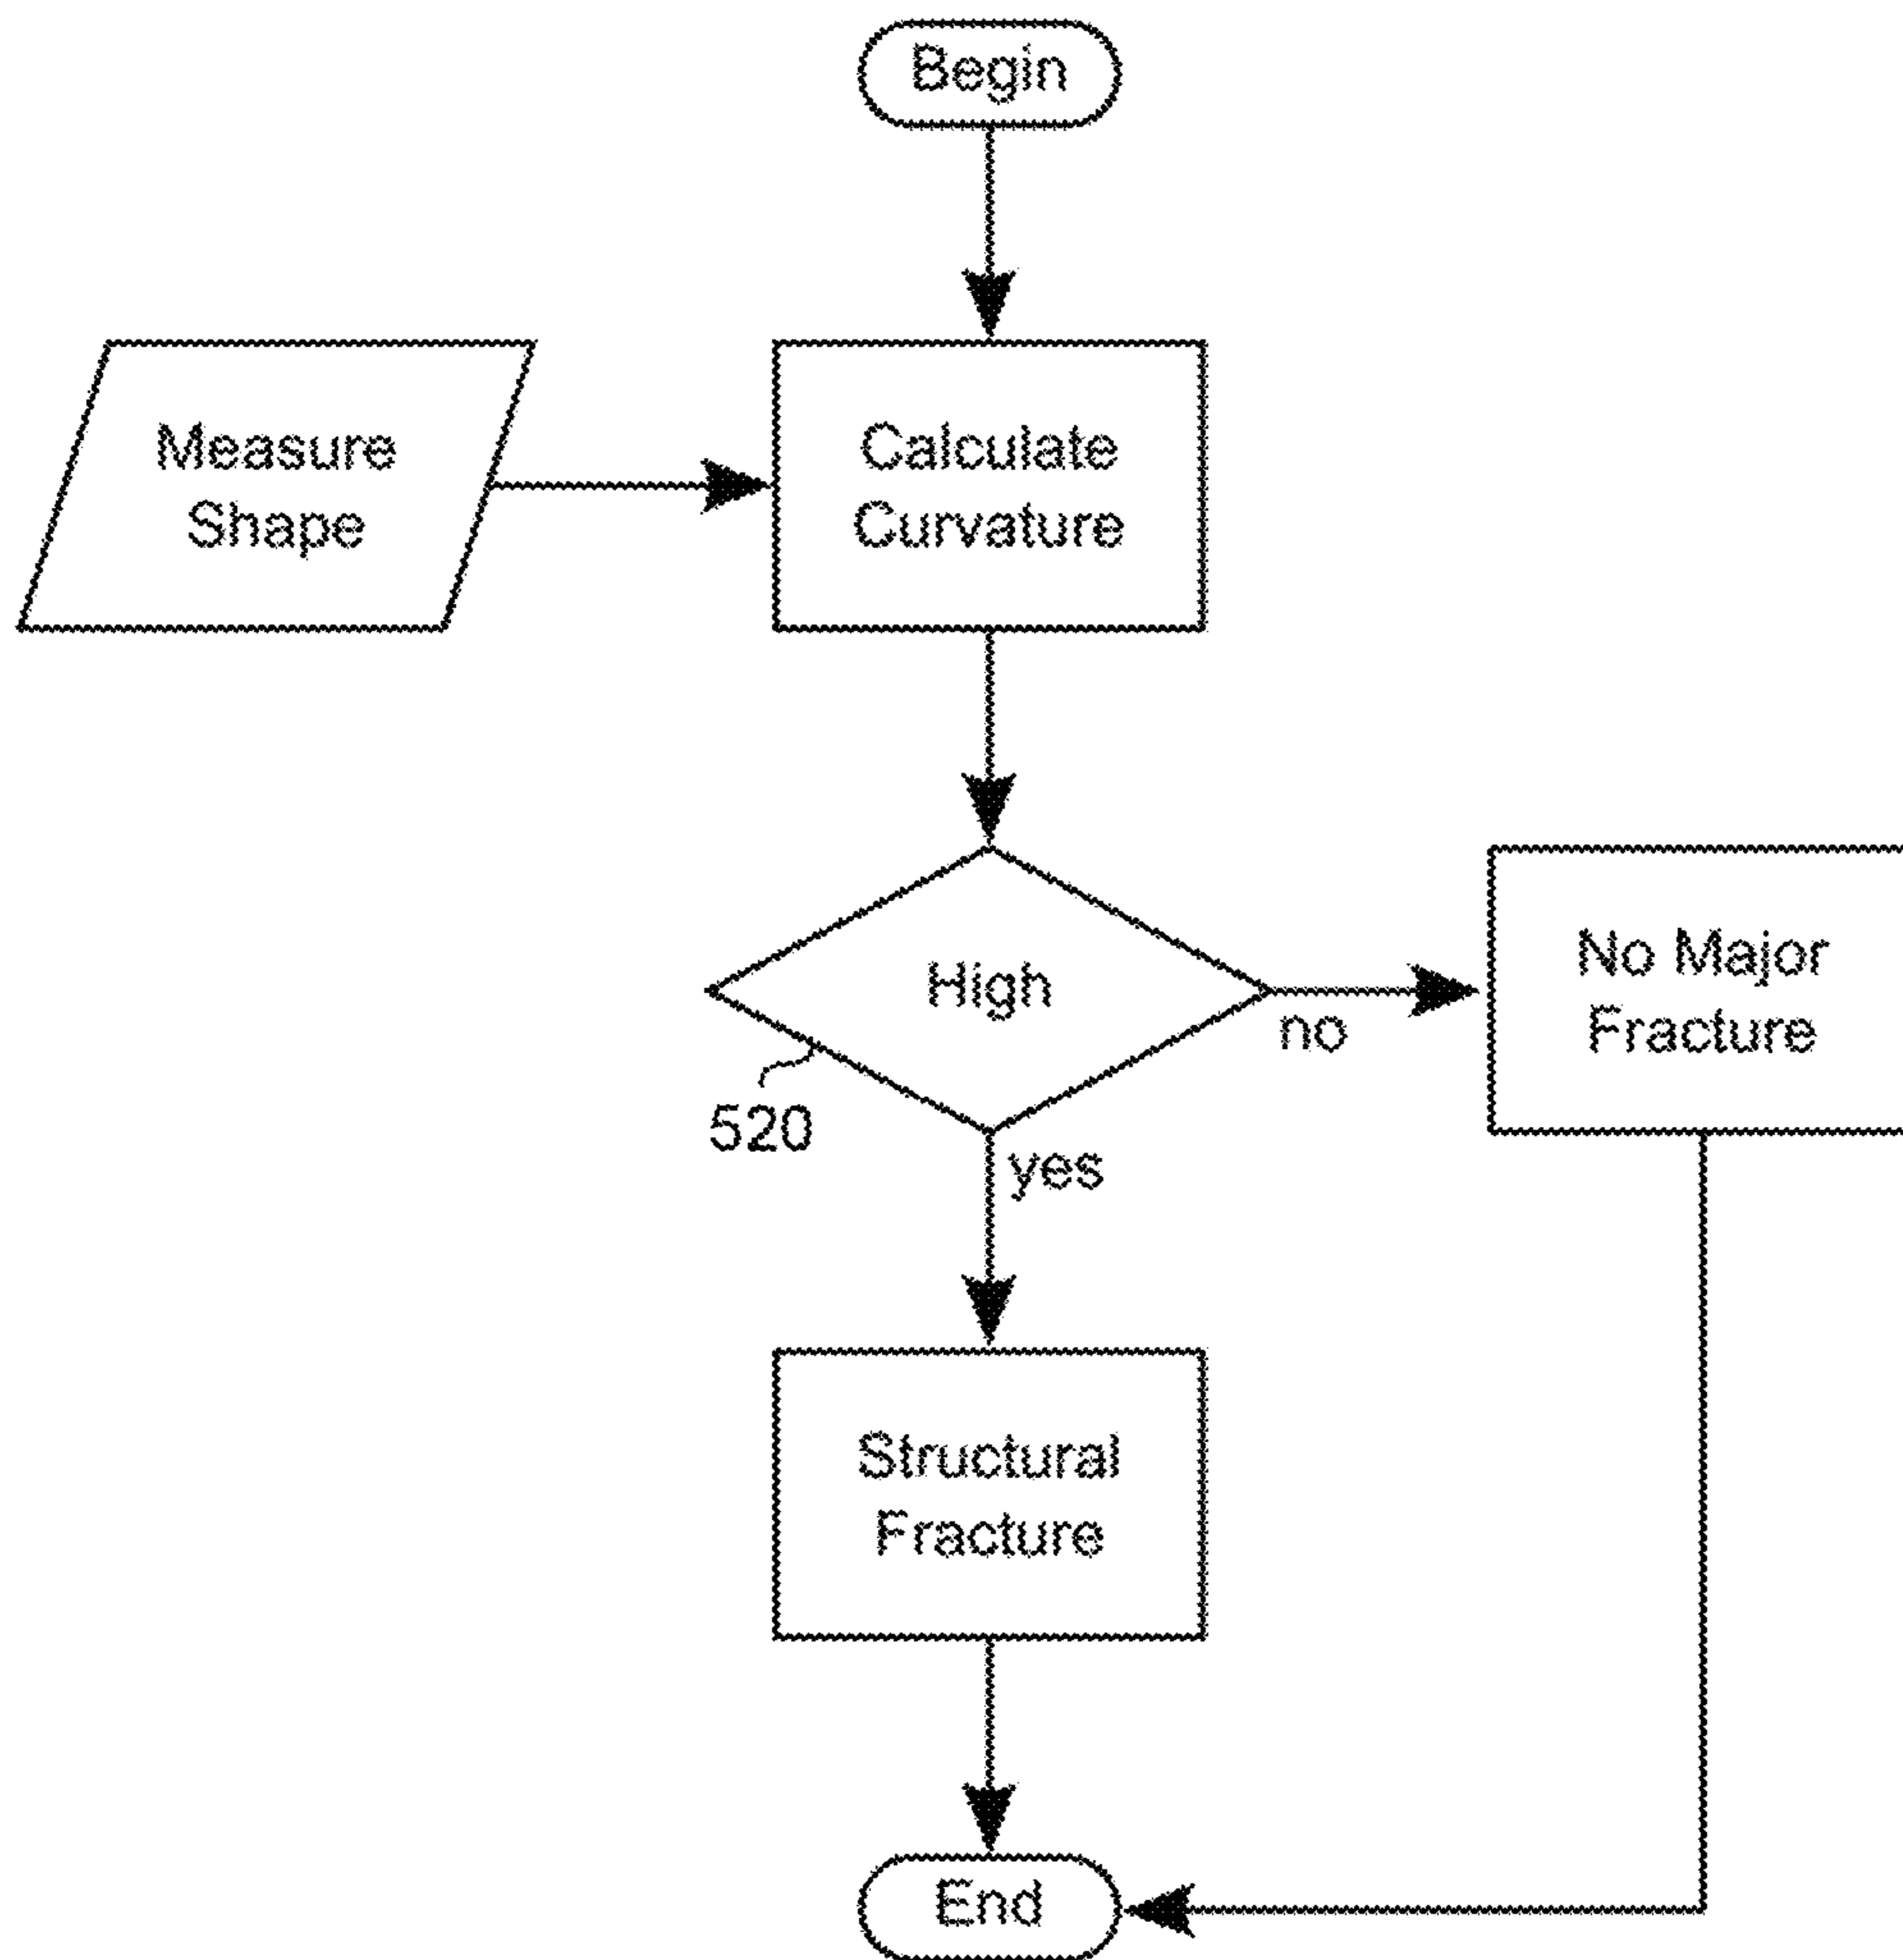 Begin
Measure
Shape
Calculate
Curvature
High
no
No Major
Fracture
520
yes
Structural
Fracture
End